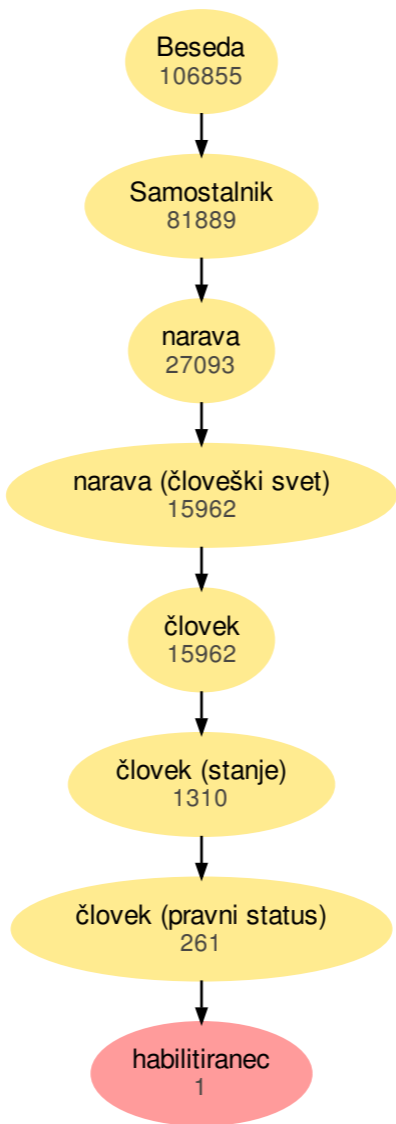 Beseda
106855
Samostalnik
81889
narava
27093
narava (človeški svet)
15962
človek
15962
človek (stanje)
1310
človek (pravni status)
261
habilitiranec
1